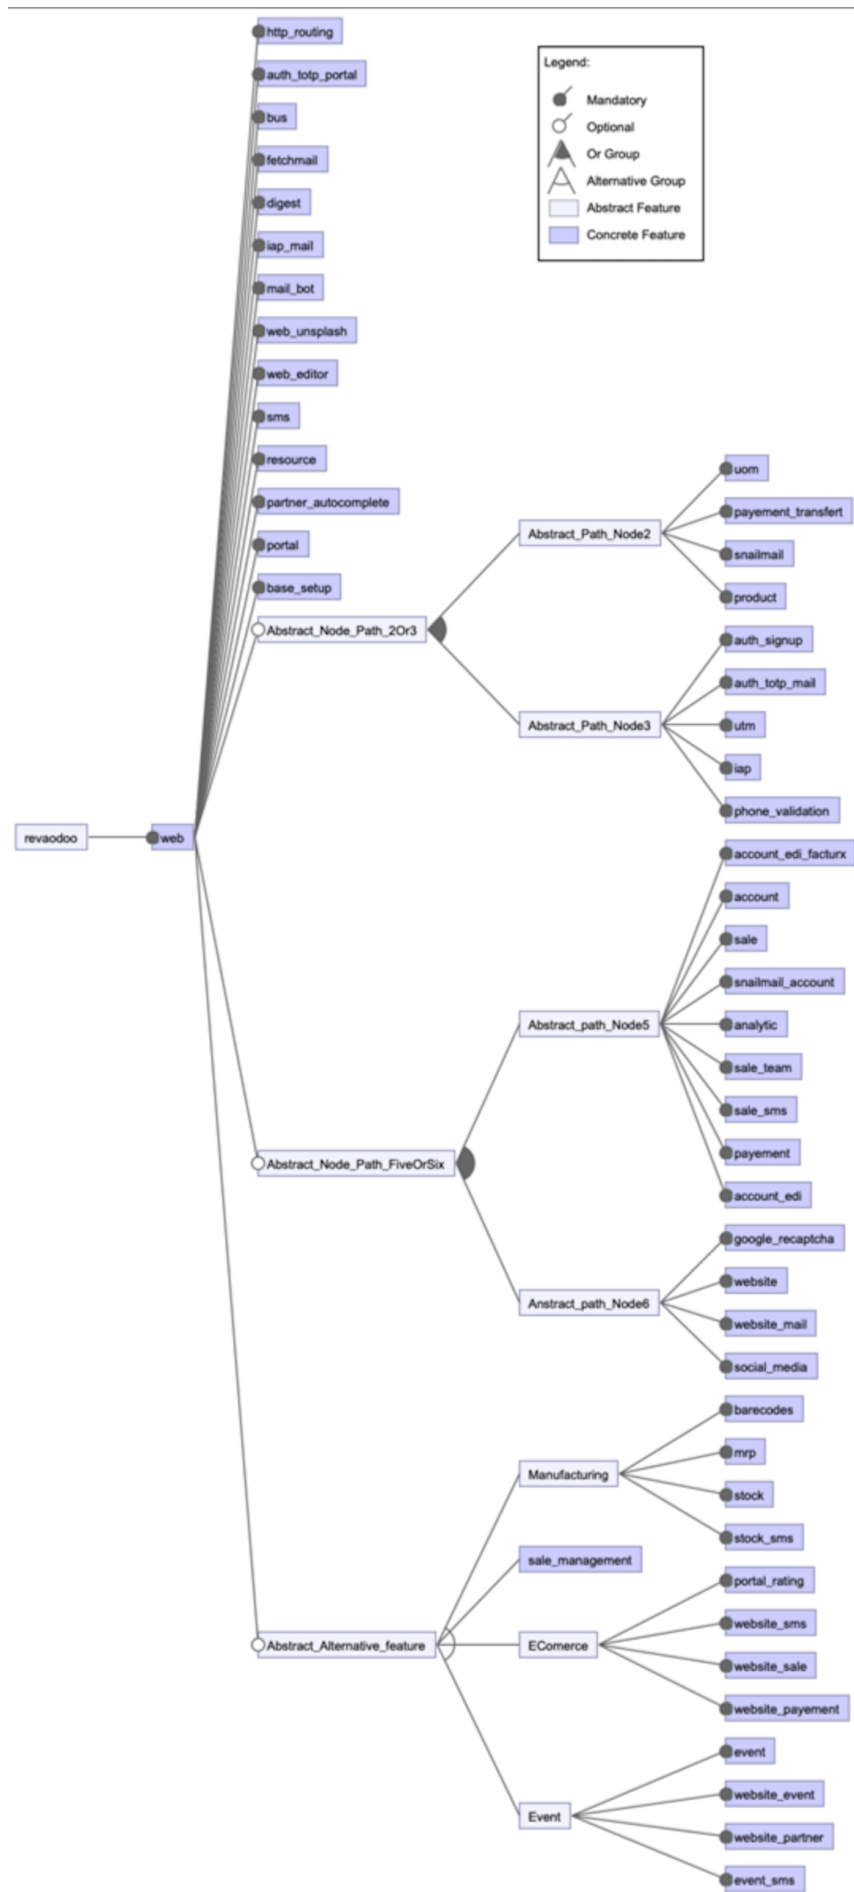 http_routing
auth_totp_portal
bus
fetchmail
digest
iap_mail
mail_bot
web_unsplash
web_editor
sms
resource
partner_autocomplete
portal
base_setup
Abstract_Node_Path_2Or3
Legend:
Mandatory
Optional
Or Group
Alternative Group
Abstract Feature
Concrete Feature
Abstract_Path_Node2
uom
payement_transfert
snailmail
product
Abstract_Path_Node3
auth_signup
auth_totp_mail
utm
iap
phone_validation
revaodoo
web
Abstract_Node_Path_FiveOrSix
Abstract_path_Node5
account_edi_facturx
account
sale
snailmail_account
analytic
sale_team
sale_sms
payement
account_edi
Anstract_path_Node6
google_recaptcha
website
website_mail
social_media
Abstract_Alternative_feature
Manufacturing
barecodes
mrp
stock
stock_sms
sale_management
EComerce
portal_rating
website_sms
website_sale
website_payement
Event
event
website_event
website_partner
event_sms